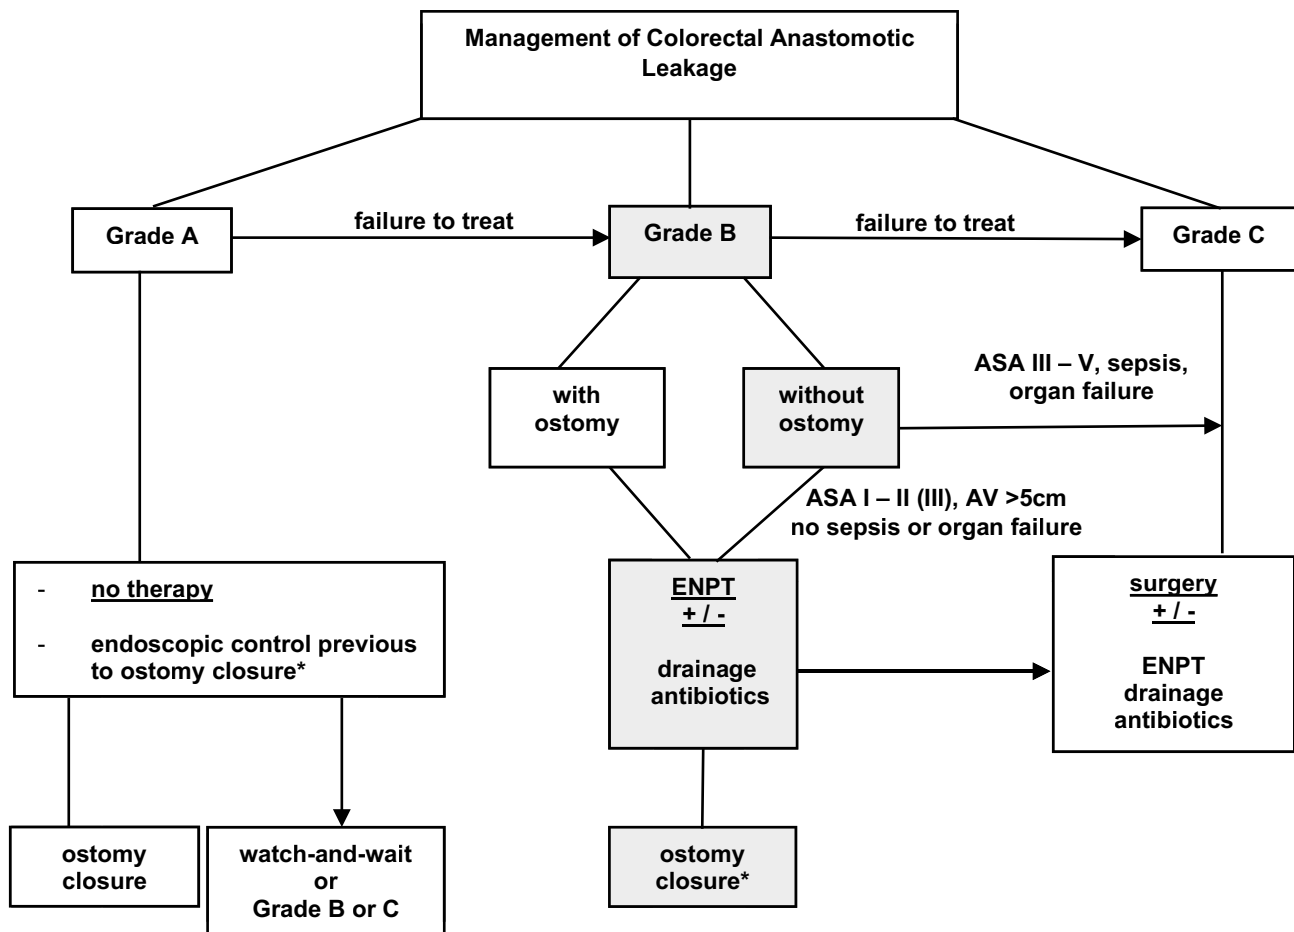 Management of Colorectal Anastomotic
Leakage
Grade A
failure to treat
Grade B
failure to treat
Grade C
with
ostomy
without
ostomy
ASA III – V, sepsis,
organ failure
ASA I – II (III), AV >5cm
no sepsis or organ failure
- no therapy
- endoscopic control previous
to ostomy closure*
ENPT
+ / -
drainage
antibiotics
surgery
+ / -
ENPT
drainage
antibiotics
ostomy
closure
watch-and-wait
or
Grade B or C
ostomy
closure*